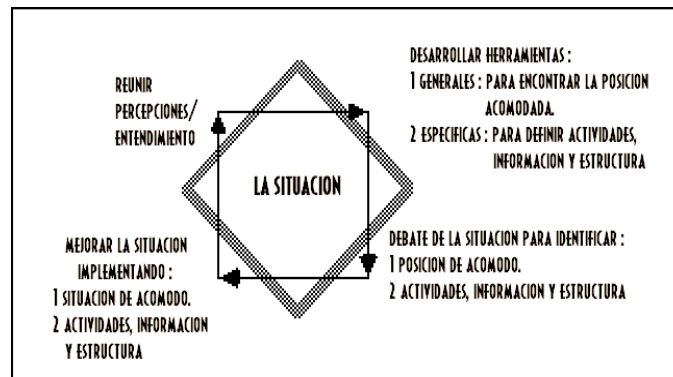 REUNIR
PERCEPCIONES/
ENTENDIMIENTO
DESARROLLAR HERRAMIENTAS :
1 GENERALES : PARA ENCONTRAR LA POSICION
ACOMODADA.
2 ESPECIFICAS : PARA DEFINIR ACTIVIDADES,
INFORMACION Y ESTRUCTURA
LA SITUACION
DEBATE DE LA SITUACION PARA IDENTIFICAR :
1 POSICION DE ACOMODO.
2 ACTIVIDADES, INFORMACION Y ESTRUCTURA
MEJORAR LA SITUACION
IMPLEMENTANDO :
1 SITUACION DE ACOMODO.
2 ACTIVIDADES, INFORMACION
Y ESTRUCTURA